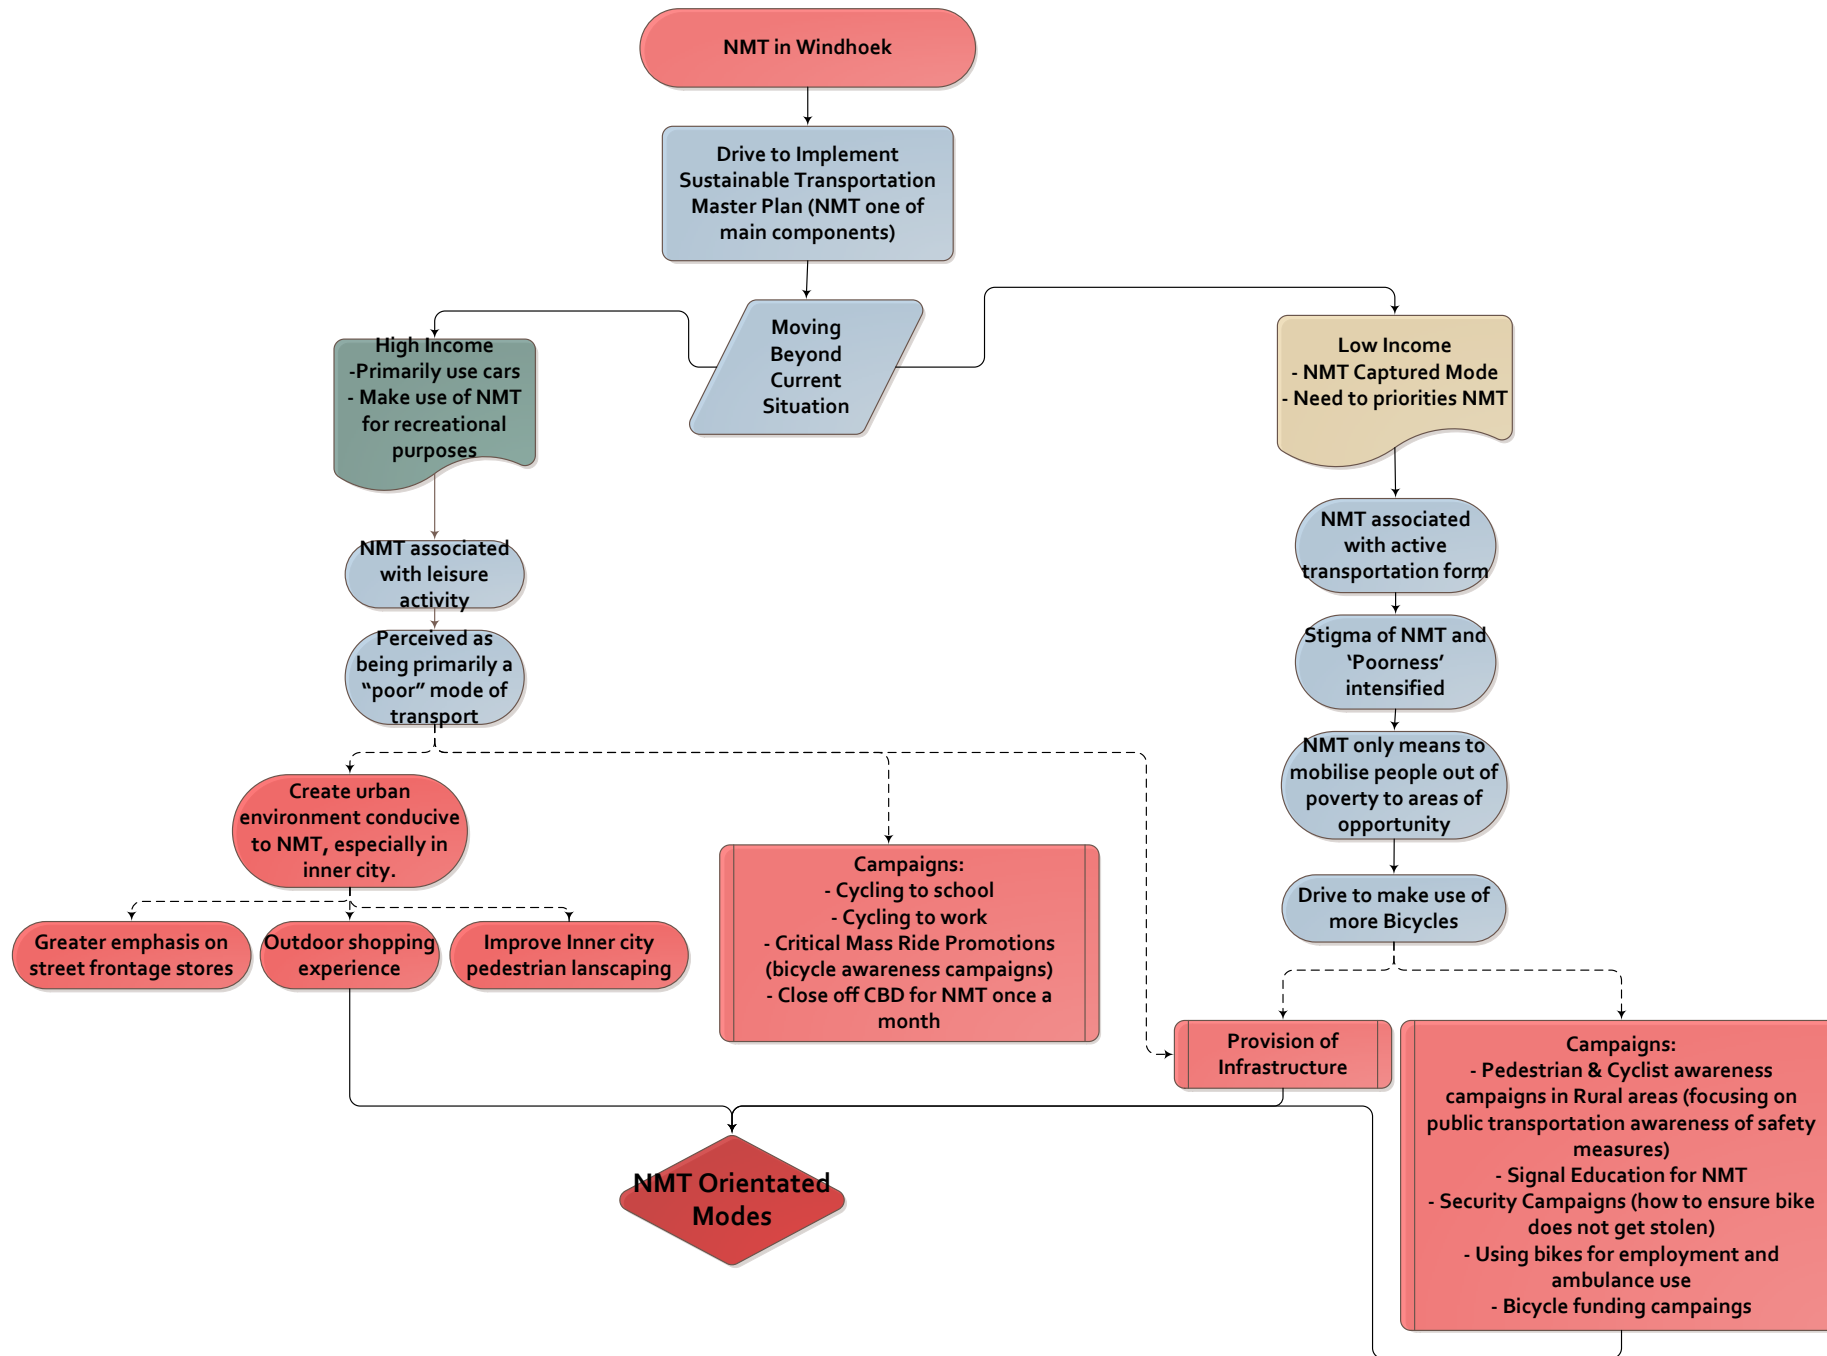 NMT in Windhoek
Drive to Implement
Sustainable Transportation
Master Plan (NMT one of
main components)
Moving
Beyond
Current
Situation
High Income
-Primarily use cars
- Make use of NMT
for recreational
purposes
Low Income
- NMT Captured Mode
- Need to priorities NMT
NMT associated
with leisure
activity
Perceived as
being primarily a
“poor” mode of
transport
NMT associated
with active
transportation form
Stigma of NMT and
‘Poorness’
intensified
NMT only means to
mobilise people out of
poverty to areas of
opportunity
Drive to make use of
more Bicycles
Create urban
environment conducive
to NMT, especially in
inner city.
Greater emphasis on
street frontage stores
Outdoor shopping
experience
Improve Inner city
pedestrian lanscaping
Campaigns:
- Cycling to school
- Cycling to work
- Critical Mass Ride Promotions
(bicycle awareness campaigns)
- Close off CBD for NMT once a
month
Provision of
Infrastructure
Campaigns:
- Pedestrian & Cyclist awareness
campaigns in Rural areas (focusing on
public transportation awareness of safety
measures)
- Signal Education for NMT
- Security Campaigns (how to ensure bike
does not get stolen)
- Using bikes for employment and
ambulance use
- Bicycle funding campaings
NMT Orientated
Modes